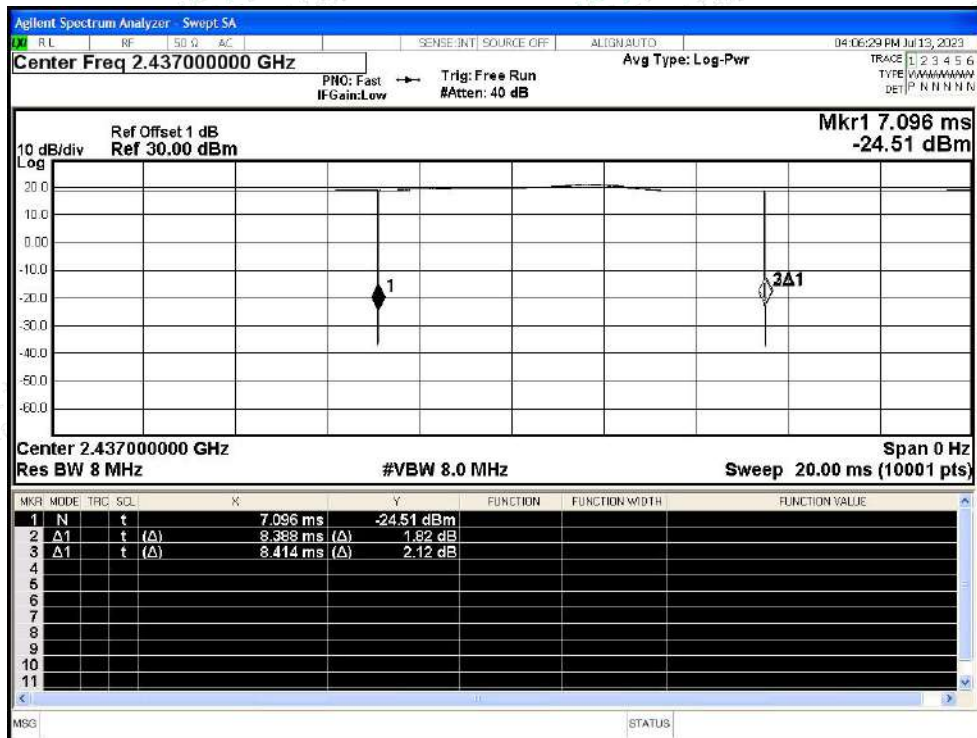 Agilent Spectrum Analyzer - Swept SA
LXI RL RF 50 Ω AC SENSE:INT SOURCE OFF ALIGN AUTO 04:06:29 PM Jul 13, 2023
Center Freq 2.437000000 GHz Avg Type: Log-Pwr TRACE 1 2 3 4 5 6
PNO: Fast Trig: Free Run TYPE
IFGain:Low #Atten: 40 dB DET P N N N N N
Mkr1 7.096 ms
-24.51 dBm
Ref Offset 1 dB
10 dB/div Ref 30.00 dBm
Log
20.0
10.0
0.00
-10.0
-20.0
-30.0
-40.0
-50.0
-60.0
1
3Δ1
Center 2.437000000 GHz Span 0 Hz
Res BW 8 MHz #VBW 8.0 MHz Sweep 20.00 ms (10001 pts)
MKR MODE TRC SCL X Y FUNCTION FUNCTION WIDTH FUNCTION VALUE
1 N t 7.096 ms -24.51 dBm
2 Δ1 t (Δ) 8.388 ms (Δ) 1.82 dB
3 Δ1 t (Δ) 8.414 ms (Δ) 2.12 dB
4
5
6
7
8
9
10
11
MSG STATUS